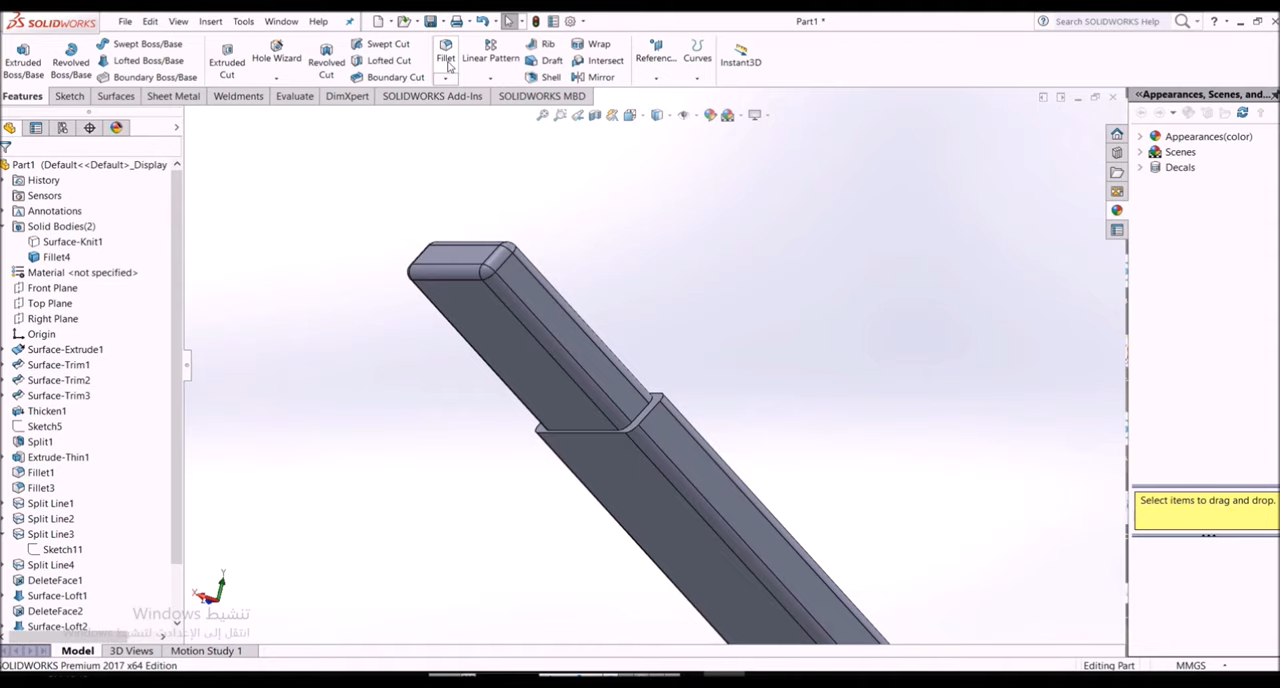 SOLIDWORKS
File Edit View Insert Tools Window Help
Part1 *
Search SOLIDWORKS Help
Extruded Boss/Base
Revolved Boss/Base
Swept Boss/Base
Lofted Boss/Base
Boundary Boss/Base
Extruded Cut
Hole Wizard
Revolved Cut
Swept Cut
Lofted Cut
Boundary Cut
Fillet
Linear Pattern
Rib
Draft
Shell
Wrap
Intersect
Mirror
Referenc...
Curves
Instant3D
Features Sketch Surfaces Sheet Metal Weldments Evaluate DimXpert SOLIDWORKS Add-Ins SOLIDWORKS MBD
Part1 (Default<<Default>_Display
History
Sensors
Annotations
Solid Bodies(2)
Surface-Knit1
Fillet4
Material <not specified>
Front Plane
Top Plane
Right Plane
Origin
Surface-Extrude1
Surface-Trim1
Surface-Trim2
Surface-Trim3
Thicken1
Sketch5
Split1
Extrude-Thin1
Fillet1
Fillet3
Split Line1
Split Line2
Split Line3
Sketch11
Split Line4
DeleteFace1
Surface-Loft1
DeleteFace2
Surface-Loft2
تنشيط Windows
انتقل إلى الإعدادات لتنشيط Windows
Appearances, Scenes, and...
Appearances(color)
Scenes
Decals
Select items to drag and drop.
Y
X
Model 3D Views Motion Study 1
SOLIDWORKS Premium 2017 x64 Edition
Editing Part
MMGS